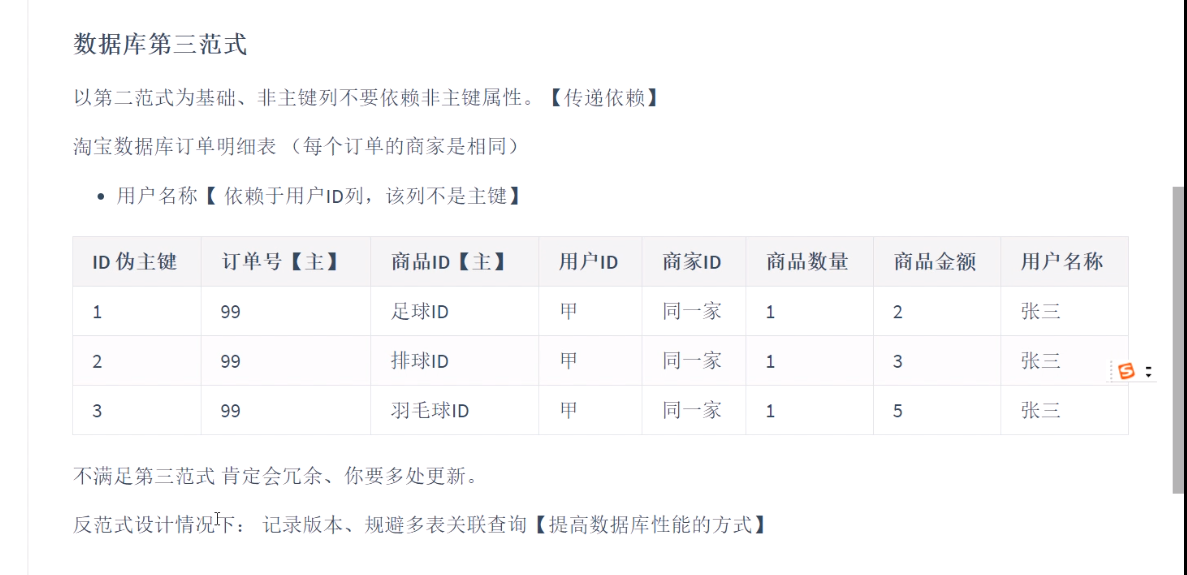 数据库第三范式
以第二范式为基础、非主键列不要依赖非主键属性。【传递依赖】
淘宝数据库订单明细表 （每个订单的商家是相同）
• 用户名称【 依赖于用户ID列，该列不是主键】
ID 伪主键 订单号【主】 商品ID【主】 用户ID 商家ID 商品数量 商品金额 用户名称
1 99 足球ID 甲 同一家 1 2 张三
2 99 排球ID 甲 同一家 1 3 张三
3 99 羽毛球ID 甲 同一家 1 5 张三
不满足第三范式 肯定会冗余、你要多处更新。
反范式设计情况下： 记录版本、规避多表关联查询【提高数据库性能的方式】